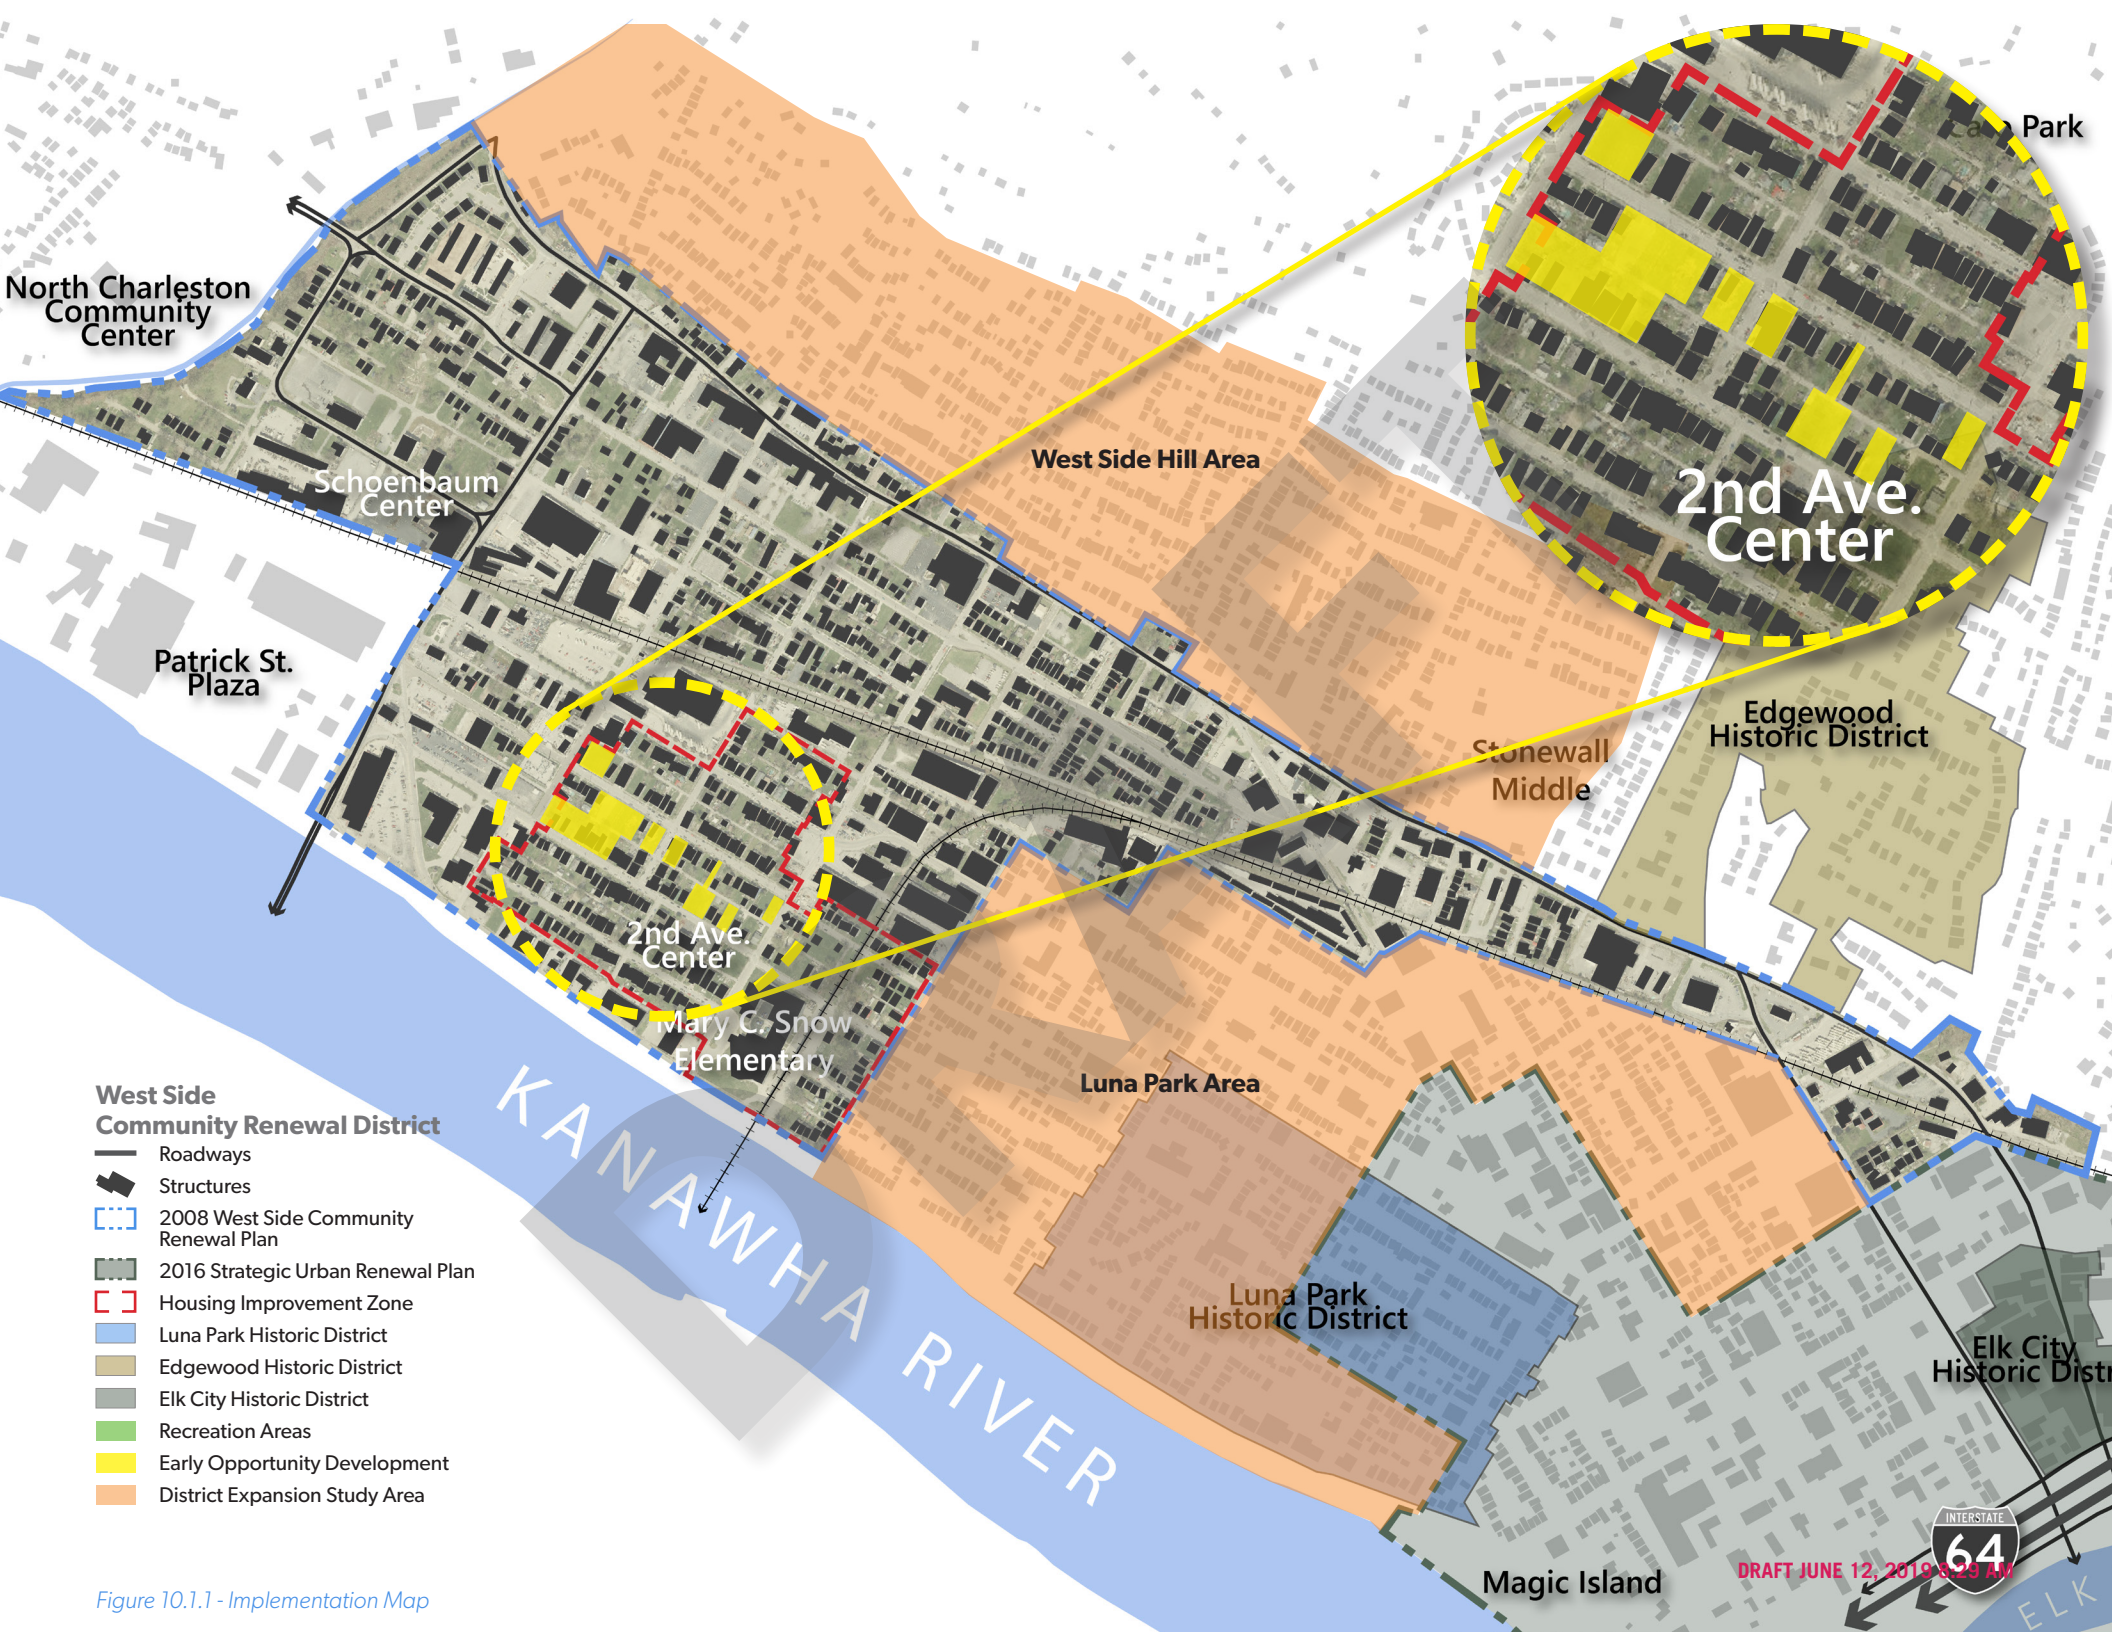 Park
North Charleston
Community
Center
West Side Hill Area
Schoenbaum
Center
2nd Ave.
Center
Patrick St.
Plaza
Edgewood
Historic District
Stonewall
Middle
2nd Ave.
Center
Mary C. Snow
Elementary
Luna Park Area
KANAWHA RIVER
West Side
Community Renewal District
Roadways
Structures
2008 West Side Community
Renewal Plan
2016 Strategic Urban Renewal Plan
Housing Improvement Zone
Luna Park Historic District
Edgewood Historic District
Elk City Historic District
Recreation Areas
Early Opportunity Development
District Expansion Study Area
Luna Park
Historic District
Elk City
Historic Distr
INTERSTATE
64
DRAFT JUNE 12, 2019 8:29 AM
Magic Island
ELK
Figure 10.1.1 - Implementation Map
DRAFT